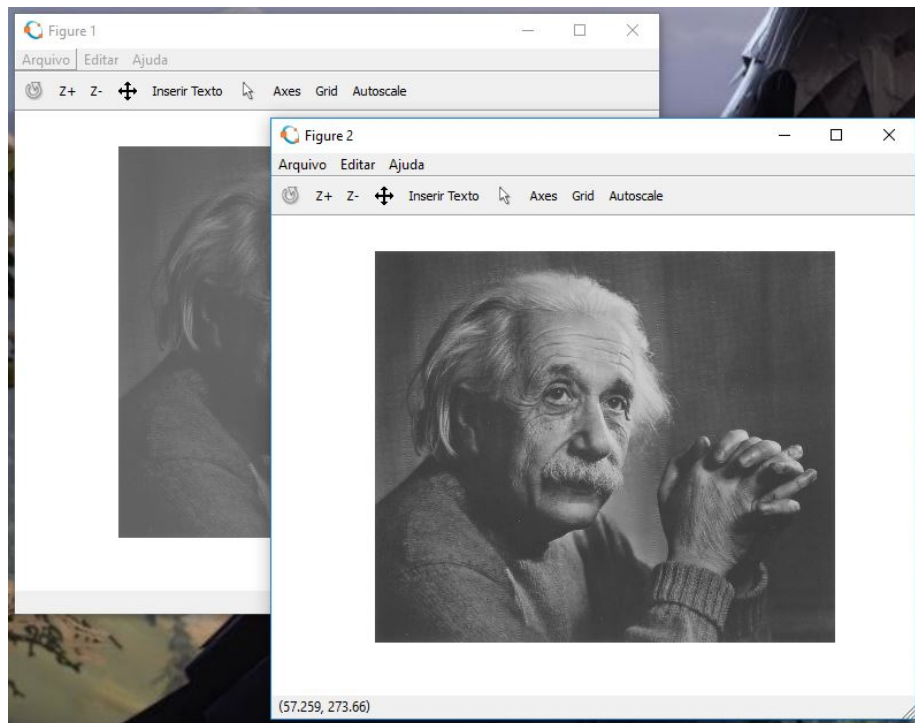 Figure 1
Arquivo Editar Ajuda
Z+ Z- Inserir Texto Axes Grid Autoscale
Figure 2
Arquivo Editar Ajuda
Z+ Z- Inserir Texto Axes Grid Autoscale
(57.259, 273.66)